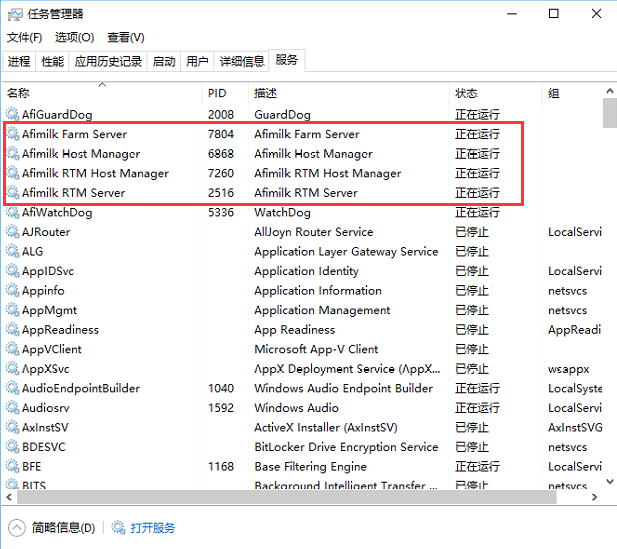 任务管理器
文件(F) 选项(O) 查看(V)
进程 性能 应用历史记录 启动 用户 详细信息 服务
名称 PID 描述 状态 组
AfiGuardDog 2008 GuardDog 正在运行
Afimilk Farm Server 7804 Afimilk Farm Server 正在运行
Afimilk Host Manager 6868 Afimilk Host Manager 正在运行
Afimilk RTM Host Manager 7260 Afimilk RTM Host Manager 正在运行
Afimilk RTM Server 2516 Afimilk RTM Server 正在运行
AfiWatchDog 5336 WatchDog 正在运行
AJRouter AllJoyn Router Service 已停止 LocalServi
ALG Application Layer Gateway Service 已停止
AppIDSvc Application Identity 已停止 LocalServi
Appinfo Application Information 已停止 netsvcs
AppMgmt Application Management 已停止 netsvcs
AppReadiness App Readiness 已停止 AppReadi
AppVClient Microsoft App-V Client 已停止
AppXSvc AppX Deployment Service (AppX... 已停止 wsappx
AudioEndpointBuilder 1040 Windows Audio Endpoint Builder 正在运行 LocalSyste
Audiosrv 1592 Windows Audio 正在运行 LocalServi
AxInstSV ActiveX Installer (AxInstSV) 已停止 AxInstSVG
BDESVC BitLocker Drive Encryption Service 已停止 netsvcs
BFE 1168 Base Filtering Engine 正在运行 LocalServi
BITS Background Intelligent Transfer ... 已停止 netsvcs
简略信息(D) 打开服务